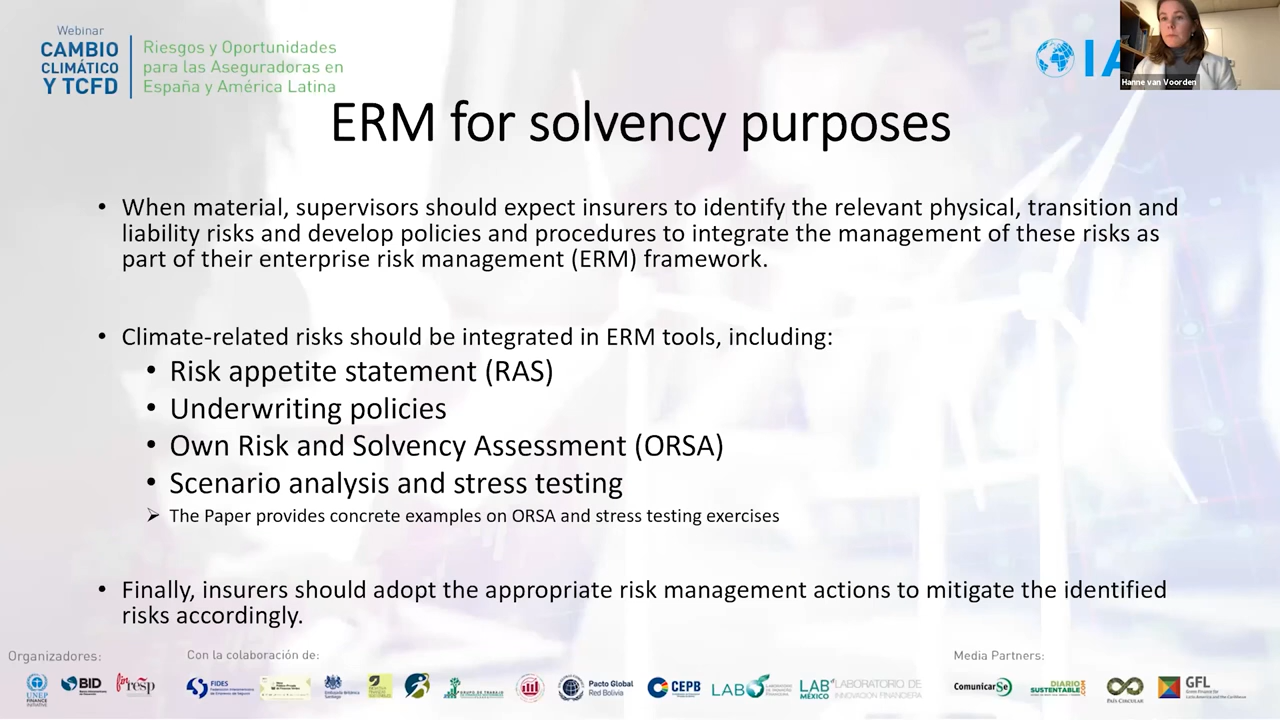 Webinar
CAMBIO
CLIMÁTICO
Y TCFD
Riesgos y Oportunidades
para las Aseguradoras en
España y América Latina
IA
Hanne van Voorden
ERM for solvency purposes
• When material, supervisors should expect insurers to identify the relevant physical, transition and
liability risks and develop policies and procedures to integrate the management of these risks as
part of their enterprise risk management (ERM) framework.
• Climate-related risks should be integrated in ERM tools, including:
• Risk appetite statement (RAS)
• Underwriting policies
• Own Risk and Solvency Assessment (ORSA)
• Scenario analysis and stress testing
➢ The Paper provides concrete examples on ORSA and stress testing exercises
• Finally, insurers should adopt the appropriate risk management actions to mitigate the identified
risks accordingly.
Organizadores:
Con la colaboración de:
Media Partners:
UNEP
FINANCE
INITIATIVE
BID
FIDES
Pacto Global
Red Bolivia
CEPB
LAB
LAB
MÉXICO
LABORATORIO DE
INNOVACIÓN FINANCIERA
ComunicarSe
DIARIO
SUSTENTABLE.COM
PAÍS CIRCULAR
GFL